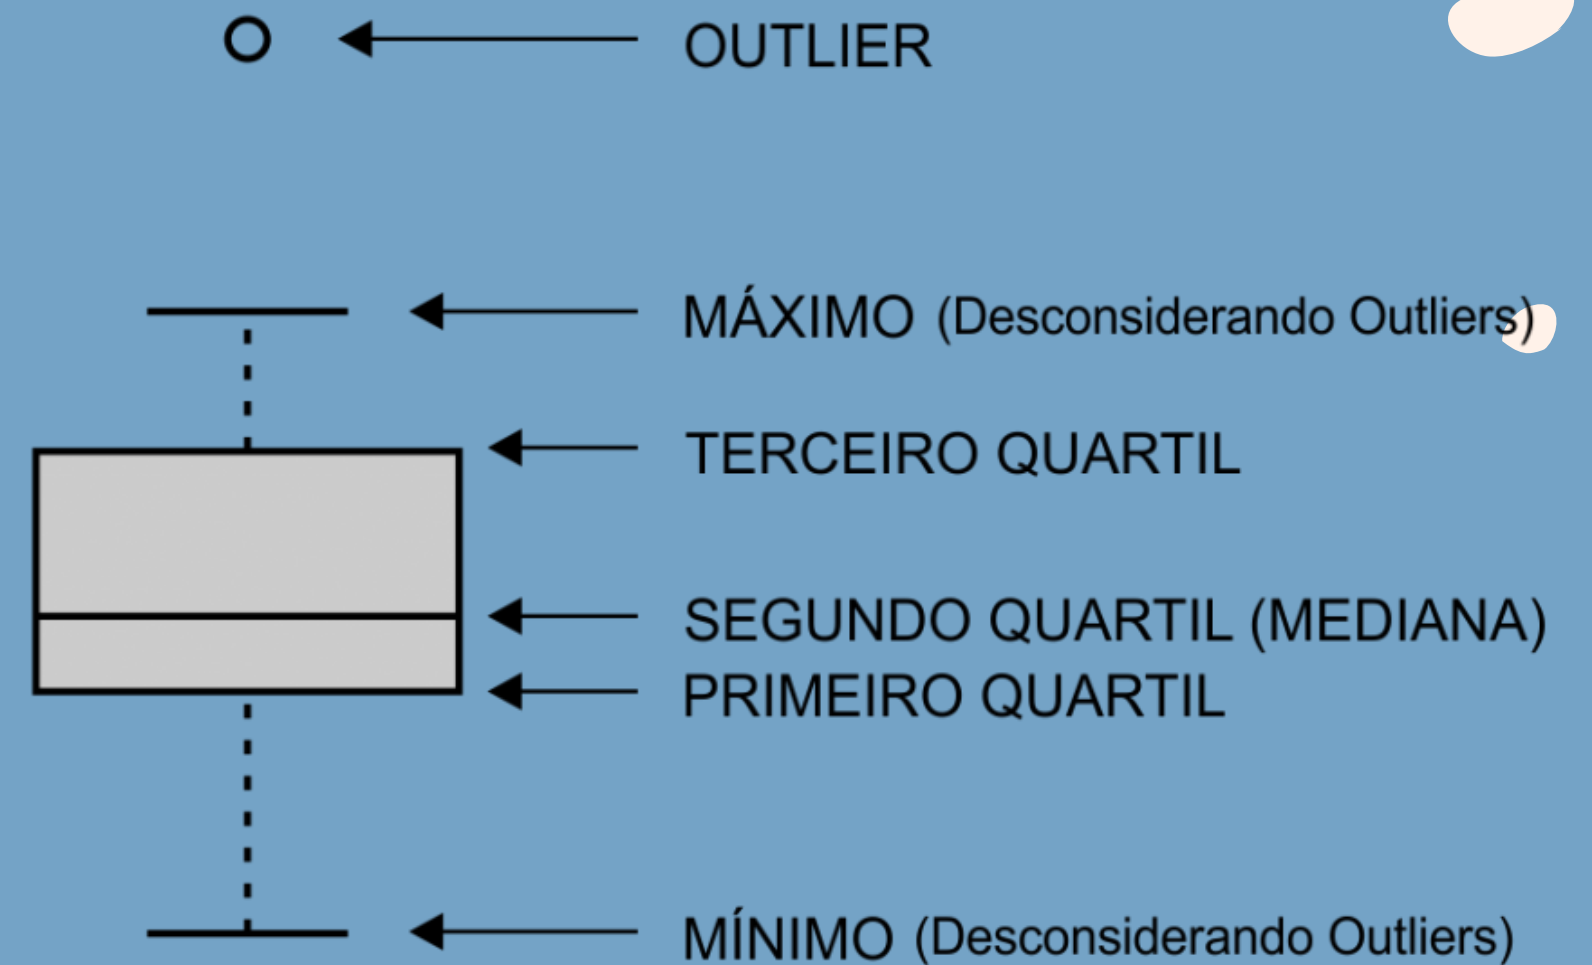 OUTLIER
MÁXIMO (Desconsiderando Outliers)
TERCEIRO QUARTIL
SEGUNDO QUARTIL (MEDIANA)
PRIMEIRO QUARTIL
MÍNIMO (Desconsiderando Outliers)